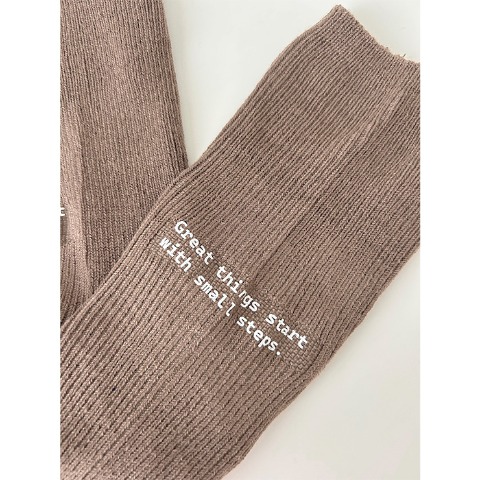 Great things start
with small steps.